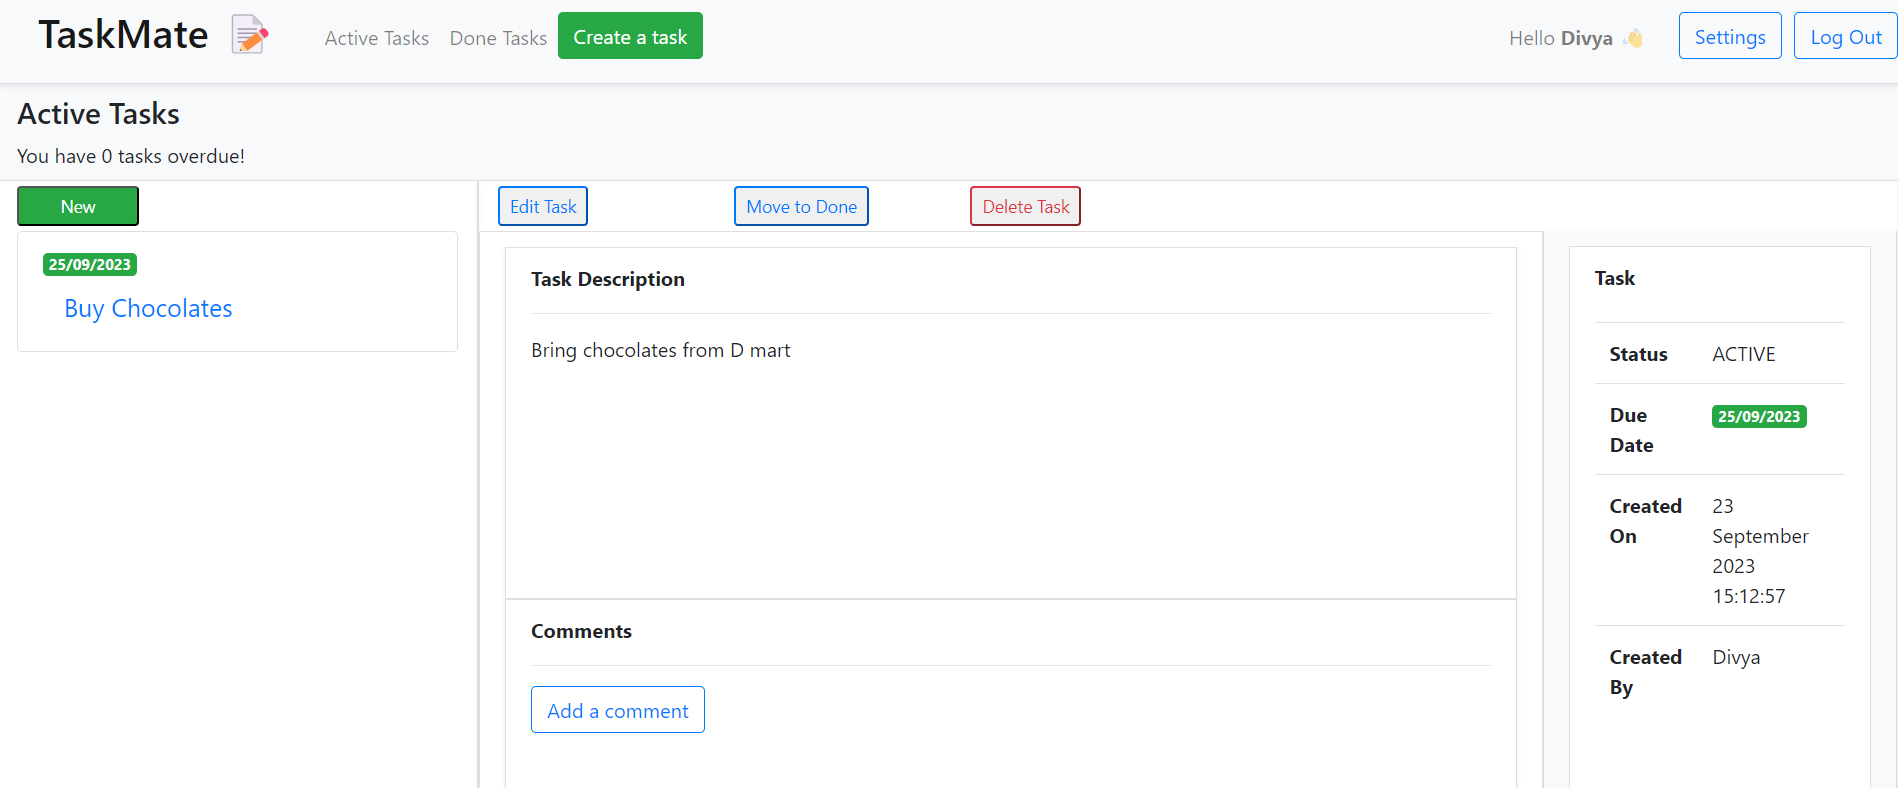 TaskMate
Active Tasks
Done Tasks
Create a task
Hello Divya
Settings
Log Out
Active Tasks
You have 0 tasks overdue!
New
25/09/2023
Buy Chocolates
Edit Task
Move to Done
Delete Task
Task Description
Bring chocolates from D mart
Comments
Add a comment
Task
Status ACTIVE
Due 25/09/2023
Date
Created 23
On September
2023
15:12:57
Created Divya
By